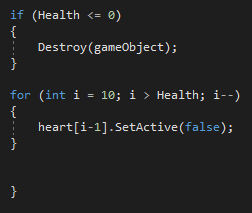 if (Health <= 0)
{
Destroy(gameObject);
}
for (int i = 10; i > Health; i--)
{
heart[i-1].SetActive(false);
}
}